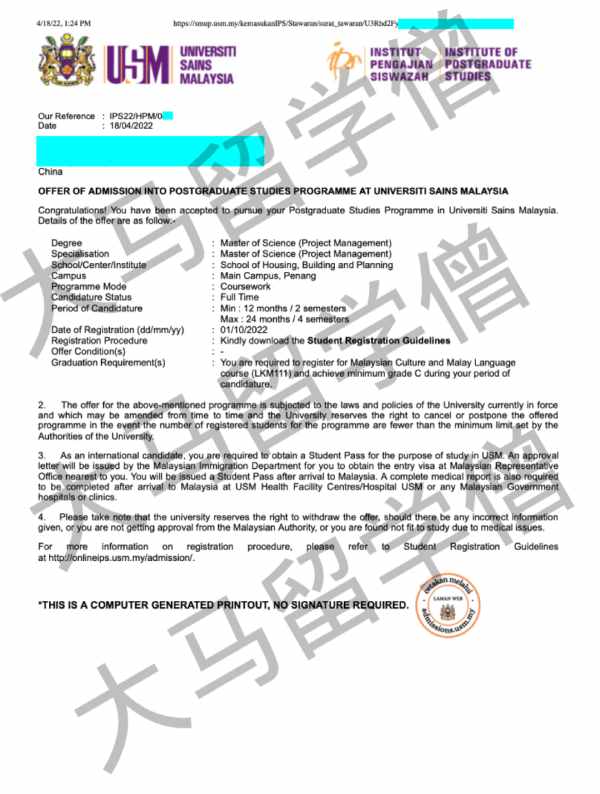 4/18/22, 1:24 PM https://smup.usm.my/kemasukanIPS/Stawaran/surat_tawaran/U3Rbd2Fy
USM UNIVERSITI SAINS MALAYSIA
ips INSTITUT PENGAJIAN SISWAZAH INSTITUTE OF POSTGRADUATE STUDIES
Our Reference : IPS22/HPM/0
Date : 18/04/2022
China
OFFER OF ADMISSION INTO POSTGRADUATE STUDIES PROGRAMME AT UNIVERSITI SAINS MALAYSIA
Congratulations! You have been accepted to pursue your Postgraduate Studies Programme in Universiti Sains Malaysia.
Details of the offer are as follow:-
Degree : Master of Science (Project Management)
Specialisation : Master of Science (Project Management)
School/Center/Institute : School of Housing, Building and Planning
Campus : Main Campus, Penang
Programme Mode : Coursework
Candidature Status : Full Time
Period of Candidature : Min : 12 months / 2 semesters
Max : 24 months / 4 semesters
Date of Registration (dd/mm/yy) : 01/10/2022
Registration Procedure : Kindly download the Student Registration Guidelines
Offer Condition(s) : -
Graduation Requirement(s) : You are required to register for Malaysian Culture and Malay Language
course (LKM111) and achieve minimum grade C during your period of
candidature.
2. The offer for the above-mentioned programme is subjected to the laws and policies of the University currently in force
and which may be amended from time to time and the University reserves the right to cancel or postpone the offered
programme in the event the number of registered students for the programme are fewer than the minimum limit set by the
Authorities of the University.
3. As an international candidate, you are required to obtain a Student Pass for the purpose of study in USM. An approval
letter will be issued by the Malaysian Immigration Department for you to obtain the entry visa at Malaysian Representative
Office nearest to you. You will be issued a Student Pass after arrival to Malaysia. A complete medical report is also required
to be completed after arrival to Malaysia at USM Health Facility Centres/Hospital USM or any Malaysian Government
hospitals or clinics.
4. Please take note that the university reserves the right to withdraw the offer, should there be any incorrect information
given, or you are not getting approval from the Malaysian Authority, or you are found not fit to study due to medical issues.
For more information on registration procedure, please refer to Student Registration Guidelines
at http://onlineips.usm.my/admission/.
*THIS IS A COMPUTER GENERATED PRINTOUT, NO SIGNATURE REQUIRED.
cetakan melalui
LAMAN WEB
admissions.usm.my
大马留学僧
大马留学僧
大马留学僧